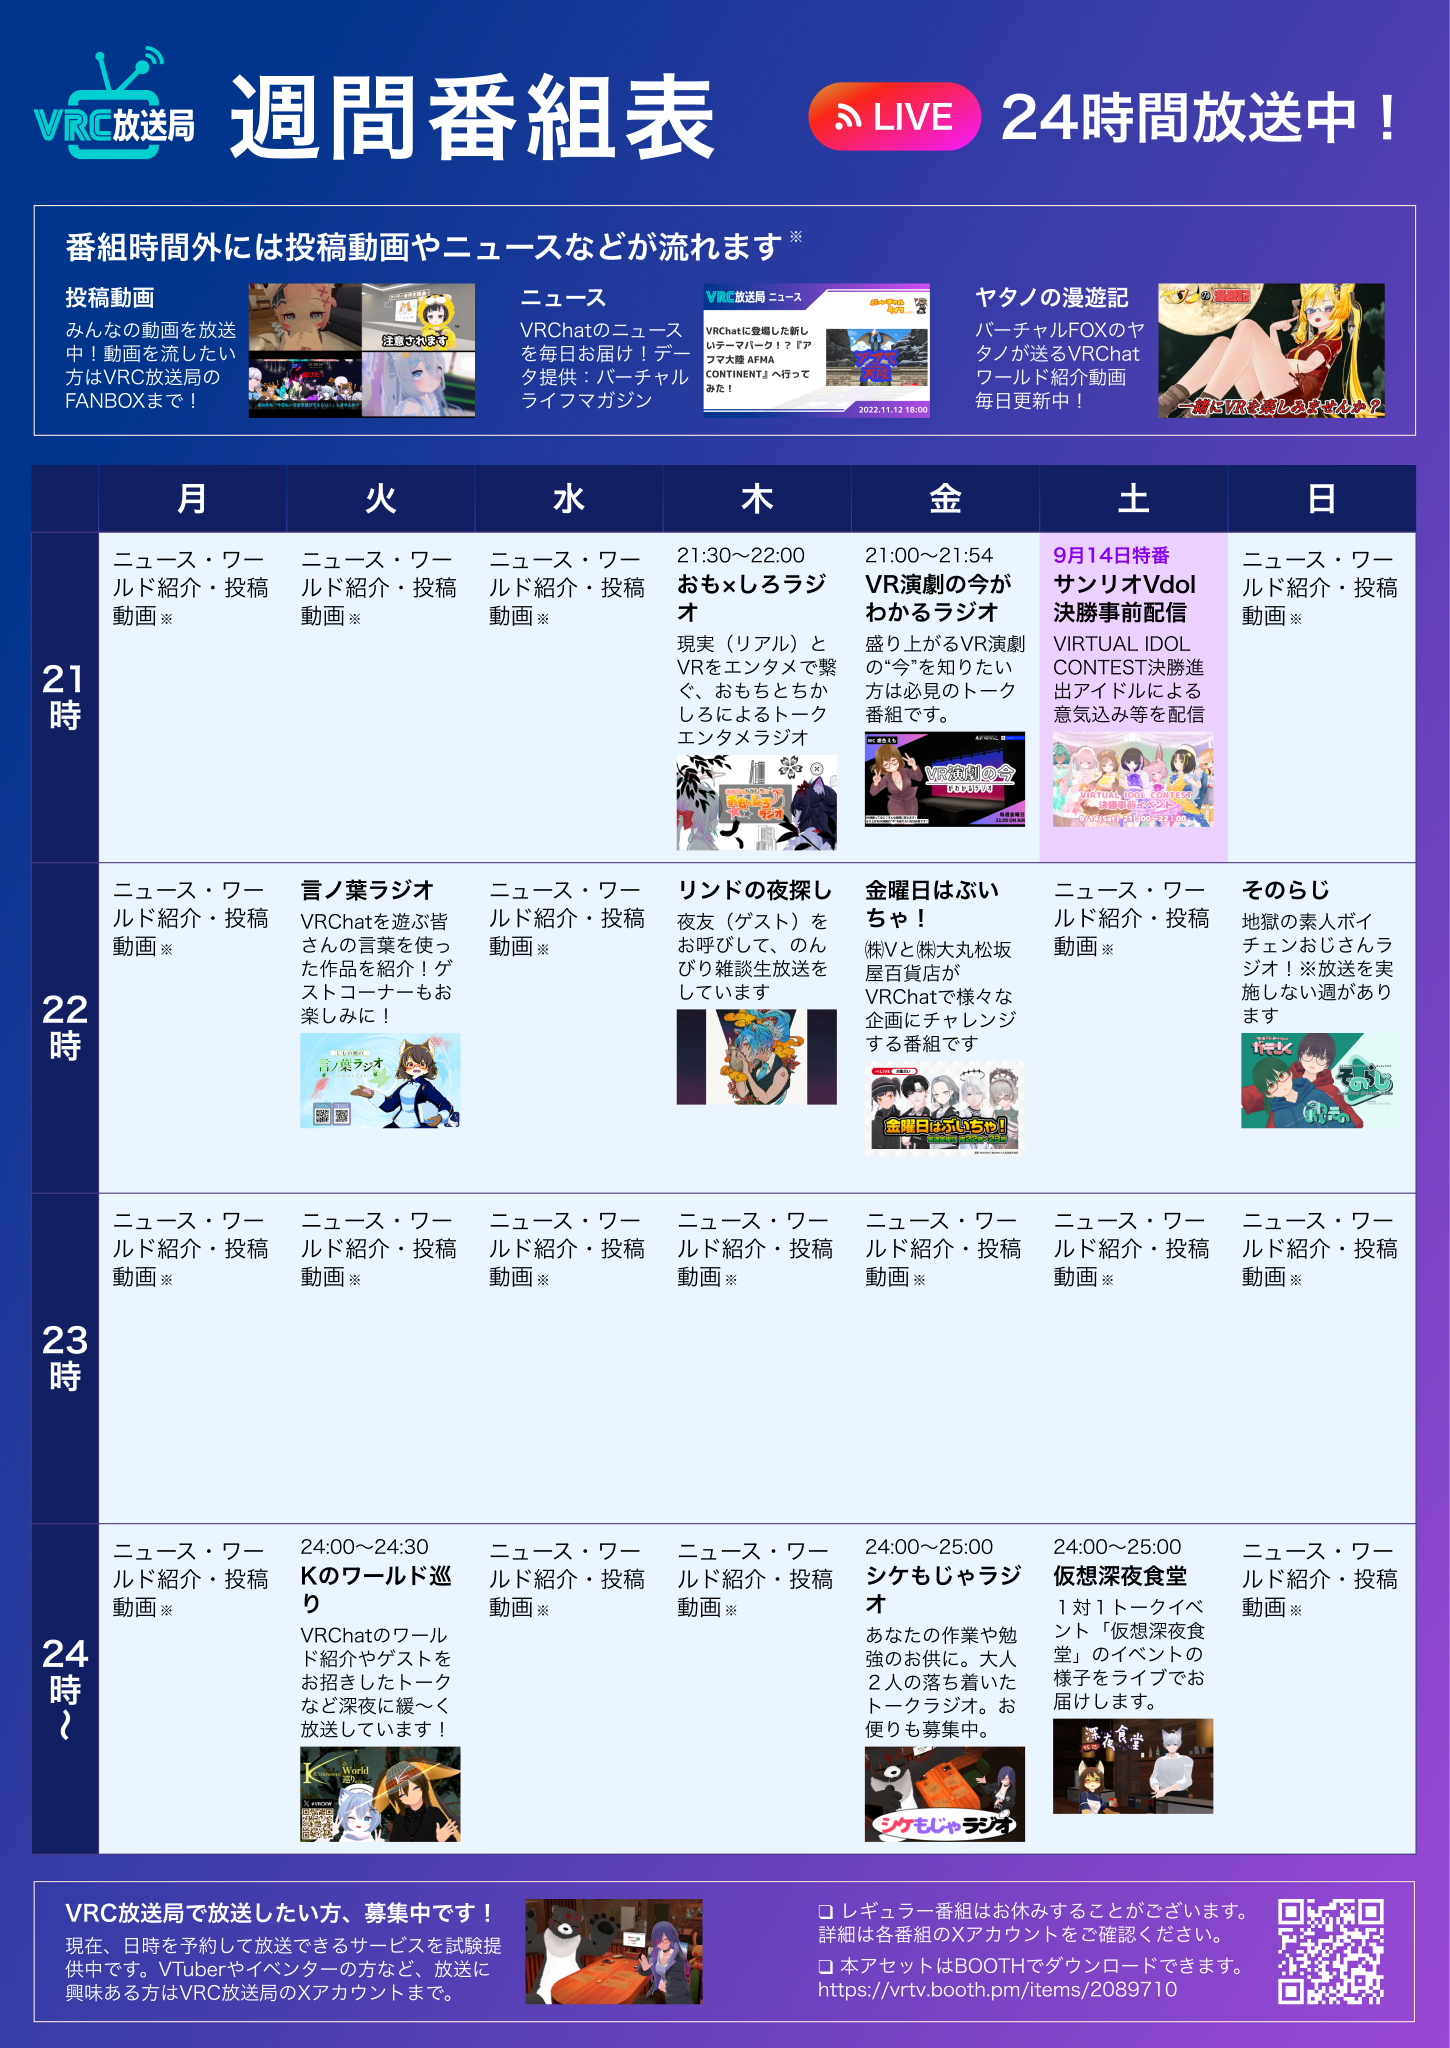 VRC放送局
週間番組表
LIVE
24時間放送中！
番組時間外には投稿動画やニュースなどが流れます※
投稿動画
みんなの動画を放送
中！動画を流したい
方はVRC放送局の
FANBOXまで！
注意されます
ニュース
VRChatのニュース
を毎日お届け！デー
タ提供：バーチャル
ライフマガジン
VRC放送局 ニュース
VRChatに登場した新し
いテーマパーク！？『ア
フマ大陸 AFMA
CONTINENT』へ行って
みた！
2022.11.12 18:00
ヤタノの漫遊記
バーチャルFOXのヤ
タノが送るVRChat
ワールド紹介動画
毎日更新中！
一緒にVRを楽しみませんか？
月
火
水
木
金
土
日
21
時
ニュース・ワー
ルド紹介・投稿
動画※
ニュース・ワー
ルド紹介・投稿
動画※
ニュース・ワー
ルド紹介・投稿
動画※
21:30〜22:00
おも×しろラジ
オ
現実（リアル）と
VRをエンタメで繋
ぐ、おもちとちか
しろによるトーク
エンタメラジオ
21:00〜21:54
VR演劇の今が
わかるラジオ
盛り上がるVR演劇
の“今”を知りたい
方は必見のトーク
番組です。
VR演劇の今
がわかるラジオ
毎週金曜日
21:00 ON AIR
9月14日特番
サンリオVdol
決勝事前配信
VIRTUAL IDOL
CONTEST決勝進
出アイドルによる
意気込み等を配信
VIRTUAL IDOL CONTEST
決勝事前イベント
9/14(Sat) 21:00~22:00
ニュース・ワー
ルド紹介・投稿
動画※
22
時
ニュース・ワー
ルド紹介・投稿
動画※
言ノ葉ラジオ
VRChatを遊ぶ皆
さんの言葉を使っ
た作品を紹介！ゲ
ストコーナーもお
楽しみに！
言ノ葉ラジオ
ニュース・ワー
ルド紹介・投稿
動画※
リンドの夜探し
夜友（ゲスト）を
お呼びして、のん
びり雑談生放送を
しています
金曜日はぶい
ちゃ！
㈱Vと㈱大丸松坂
屋百貨店が
VRChatで様々な
企画にチャレンジ
する番組です
金曜日はぶいちゃ！
ニュース・ワー
ルド紹介・投稿
動画※
そのらじ
地獄の素人ボイ
チェンおじさんラ
ジオ！※放送を実
施しない週があり
ます
そのらじ
23
時
ニュース・ワー
ルド紹介・投稿
動画※
ニュース・ワー
ルド紹介・投稿
動画※
ニュース・ワー
ルド紹介・投稿
動画※
ニュース・ワー
ルド紹介・投稿
動画※
ニュース・ワー
ルド紹介・投稿
動画※
ニュース・ワー
ルド紹介・投稿
動画※
ニュース・ワー
ルド紹介・投稿
動画※
24
時
〜
ニュース・ワー
ルド紹介・投稿
動画※
24:00〜24:30
Kのワールド巡
り
VRChatのワール
ド紹介やゲストを
お招きしたトーク
など深夜に緩〜く
放送しています！
World
巡り
#VRCKW
ニュース・ワー
ルド紹介・投稿
動画※
ニュース・ワー
ルド紹介・投稿
動画※
24:00〜25:00
シケもじゃラジ
オ
あなたの作業や勉
強のお供に。大人
２人の落ち着いた
トークラジオ。お
便りも募集中。
シケもじゃラジオ
24:00〜25:00
仮想深夜食堂
１対１トークイベ
ント「仮想深夜食
堂」のイベントの
様子をライブでお
届けします。
深夜食堂
ニュース・ワー
ルド紹介・投稿
動画※
VRC放送局で放送したい方、募集中です！
現在、日時を予約して放送できるサービスを試験提
供中です。VTuberやイベンターの方など、放送に
興味ある方はVRC放送局のXアカウントまで。
❏ レギュラー番組はお休みすることがございます。
詳細は各番組のXアカウントをご確認ください。
❏ 本アセットはBOOTHでダウンロードできます。
https://vrtv.booth.pm/items/2089710